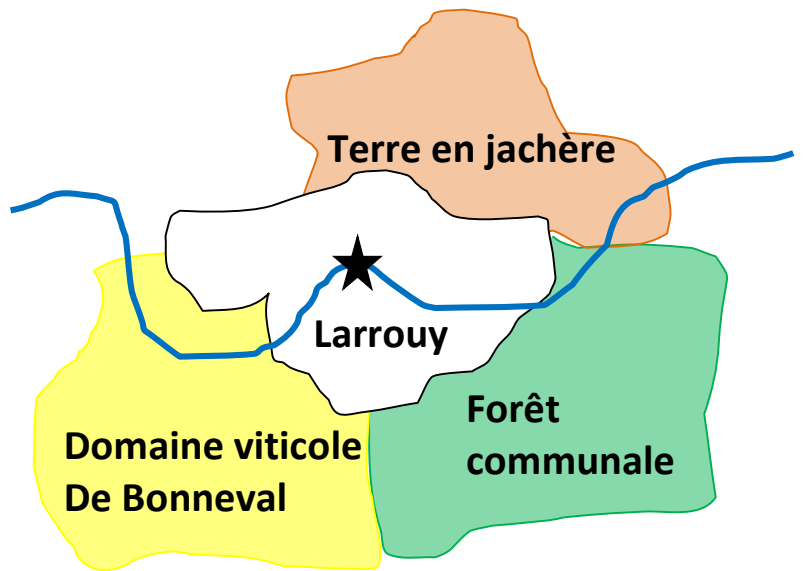 Terre en jachère
Larrouy
Domaine viticole
De Bonneval
Forêt
communale